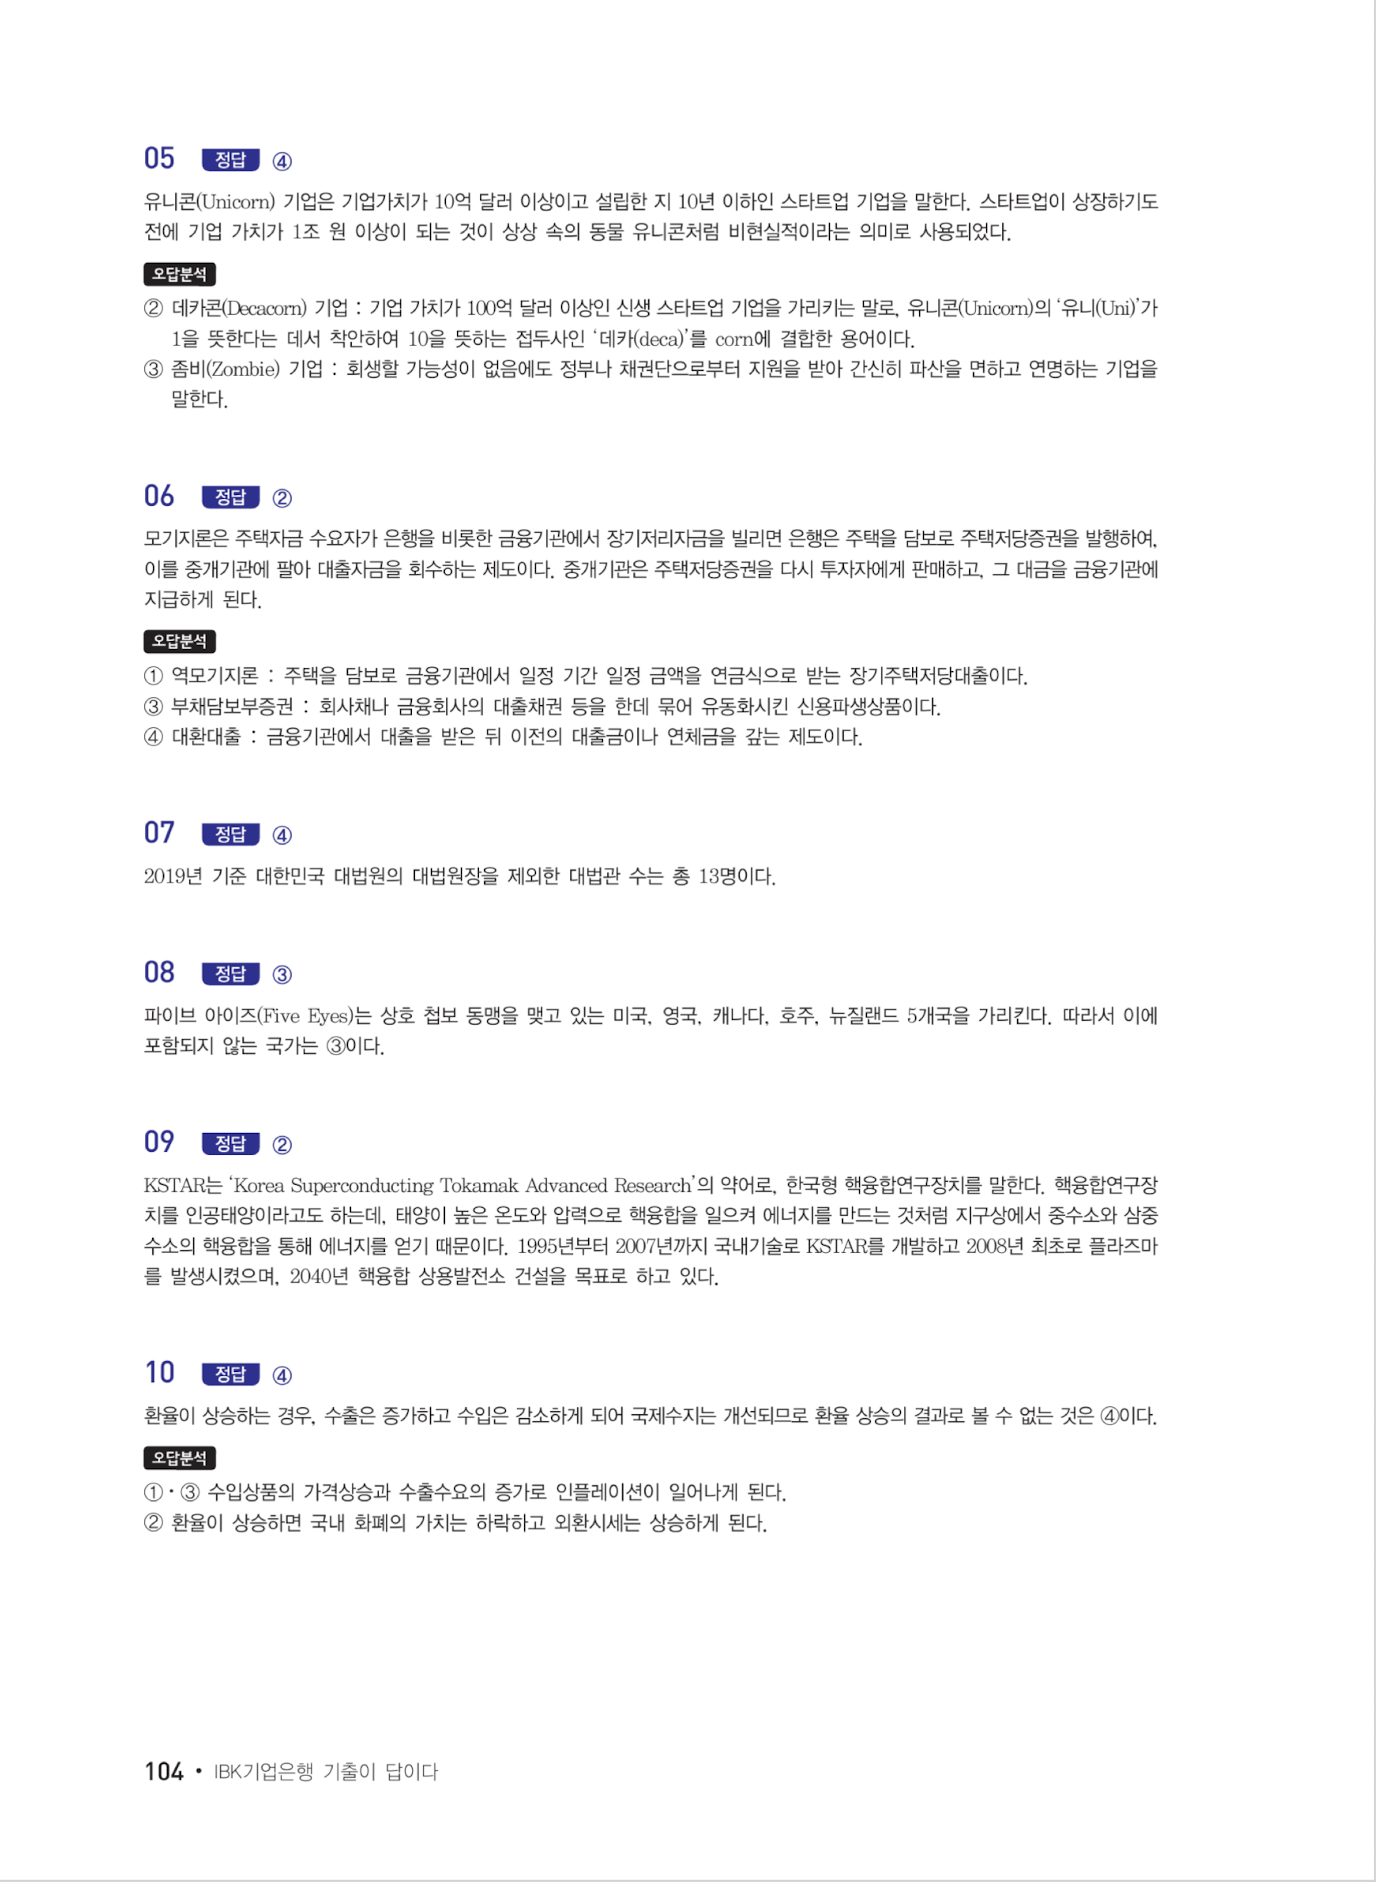 05 정답 ④
유니콘(Unicorn) 기업은 기업가치가 10억 달러 이상이고 설립한 지 10년 이하인 스타트업 기업을 말한다. 스타트업이 상장하기도
전에 기업 가치가 1조 원 이상이 되는 것이 상상 속의 동물 유니콘처럼 비현실적이라는 의미로 사용되었다.
오답분석
② 데카콘(Decacorn) 기업 : 기업 가치가 100억 달러 이상인 신생 스타트업 기업을 가리키는 말로, 유니콘(Unicorn)의 ‘유니(Uni)’가
1을 뜻한다는 데서 착안하여 10을 뜻하는 접두사인 ‘데카(deca)’를 corn에 결합한 용어이다.
③ 좀비(Zombie) 기업 : 회생할 가능성이 없음에도 정부나 채권단으로부터 지원을 받아 간신히 파산을 면하고 연명하는 기업을
말한다.
06 정답 ②
모기지론은 주택자금 수요자가 은행을 비롯한 금융기관에서 장기저리자금을 빌리면 은행은 주택을 담보로 주택저당증권을 발행하여,
이를 중개기관에 팔아 대출자금을 회수하는 제도이다. 중개기관은 주택저당증권을 다시 투자자에게 판매하고, 그 대금을 금융기관에
지급하게 된다.
오답분석
① 역모기지론 : 주택을 담보로 금융기관에서 일정 기간 일정 금액을 연금식으로 받는 장기주택저당대출이다.
③ 부채담보부증권 : 회사채나 금융회사의 대출채권 등을 한데 묶어 유동화시킨 신용파생상품이다.
④ 대환대출 : 금융기관에서 대출을 받은 뒤 이전의 대출금이나 연체금을 갚는 제도이다.
07 정답 ④
2019년 기준 대한민국 대법원의 대법원장을 제외한 대법관 수는 총 13명이다.
08 정답 ③
파이브 아이즈(Five Eyes)는 상호 첩보 동맹을 맺고 있는 미국, 영국, 캐나다, 호주, 뉴질랜드 5개국을 가리킨다. 따라서 이에
포함되지 않는 국가는 ③이다.
09 정답 ②
KSTAR는 ‘Korea Superconducting Tokamak Advanced Research’의 약어로, 한국형 핵융합연구장치를 말한다. 핵융합연구장
치를 인공태양이라고도 하는데, 태양이 높은 온도와 압력으로 핵융합을 일으켜 에너지를 만드는 것처럼 지구상에서 중수소와 삼중
수소의 핵융합을 통해 에너지를 얻기 때문이다. 1995년부터 2007년까지 국내기술로 KSTAR를 개발하고 2008년 최초로 플라즈마
를 발생시켰으며, 2040년 핵융합 상용발전소 건설을 목표로 하고 있다.
10 정답 ④
환율이 상승하는 경우, 수출은 증가하고 수입은 감소하게 되어 국제수지는 개선되므로 환율 상승의 결과로 볼 수 없는 것은 ④이다.
오답분석
①·③ 수입상품의 가격상승과 수출수요의 증가로 인플레이션이 일어나게 된다.
② 환율이 상승하면 국내 화폐의 가치는 하락하고 외환시세는 상승하게 된다.
104 • IBK기업은행 기출이 답이다